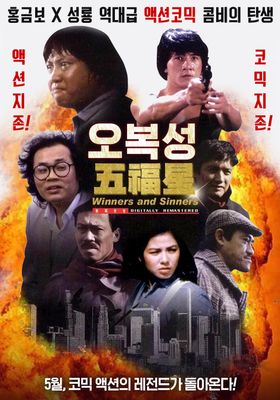 홍금보 X 성룡 역대급 액션코믹 콤비의 탄생
액션지존!
코믹지존!
오복성
五福星
Winners and Sinners
DIGITALLY REMASTERED
5월, 코믹 액션의 레전드가 돌아온다!